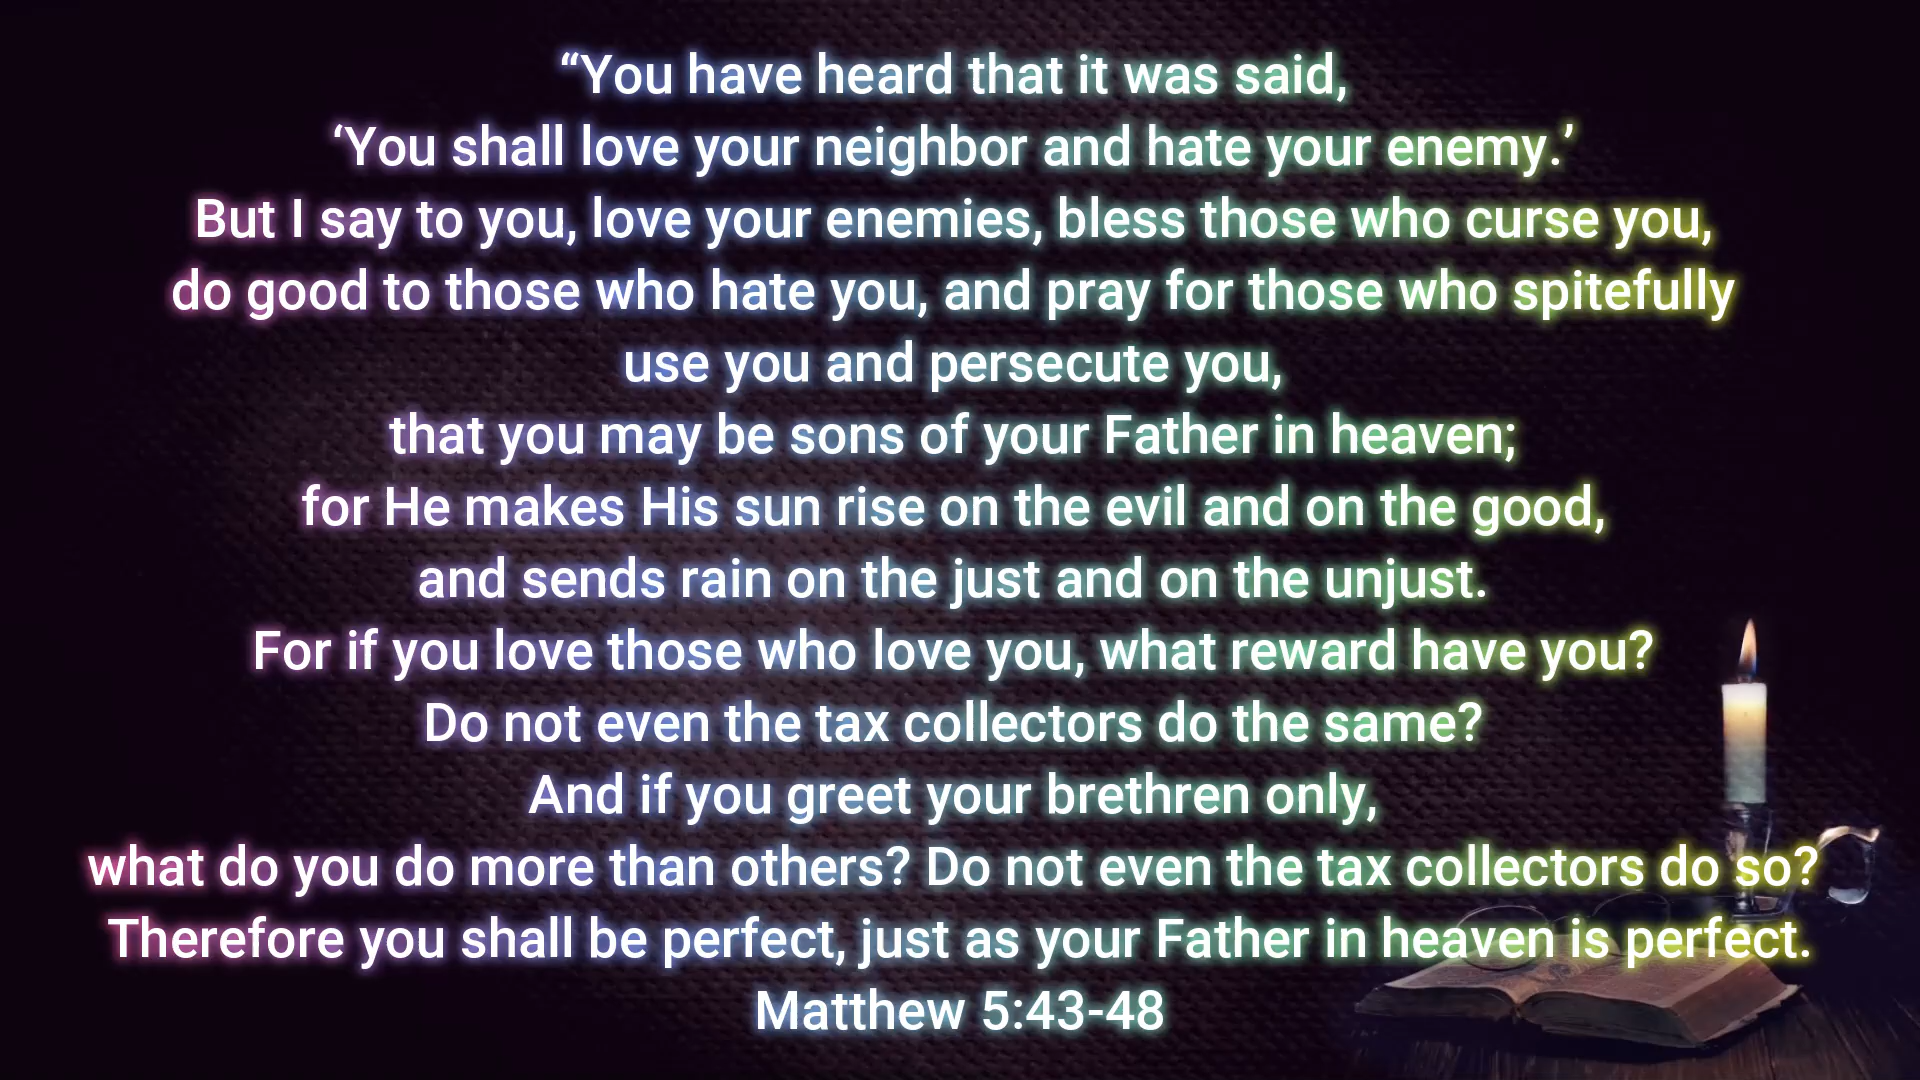 “You have heard that it was said,
‘You shall love your neighbor and hate your enemy.’
But I say to you, love your enemies, bless those who curse you,
do good to those who hate you, and pray for those who spitefully
use you and persecute you,
that you may be sons of your Father in heaven;
for He makes His sun rise on the evil and on the good,
and sends rain on the just and on the unjust.
For if you love those who love you, what reward have you?
Do not even the tax collectors do the same?
And if you greet your brethren only,
what do you do more than others? Do not even the tax collectors do so?
Therefore you shall be perfect, just as your Father in heaven is perfect.
Matthew 5:43-48